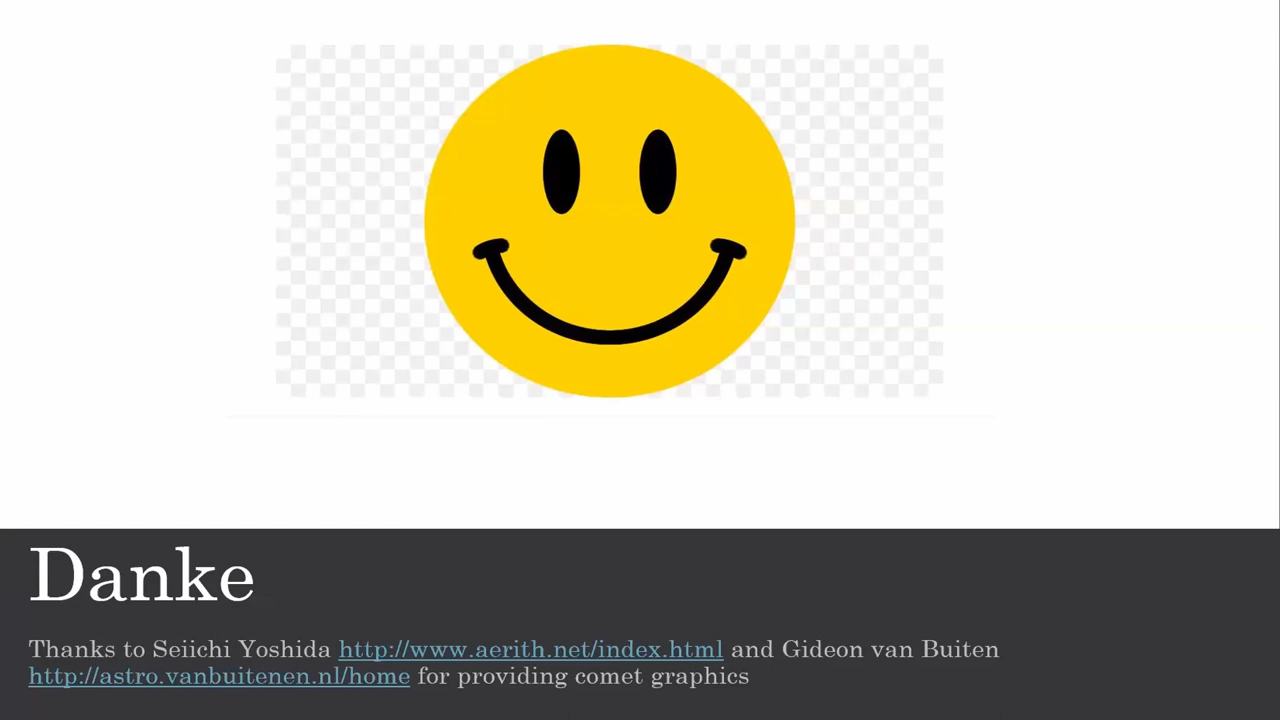 Danke
Thanks to Seiichi Yoshida http://www.aerith.net/index.html and Gideon van Buiten
http://astro.vanbuitenen.nl/home for providing comet graphics